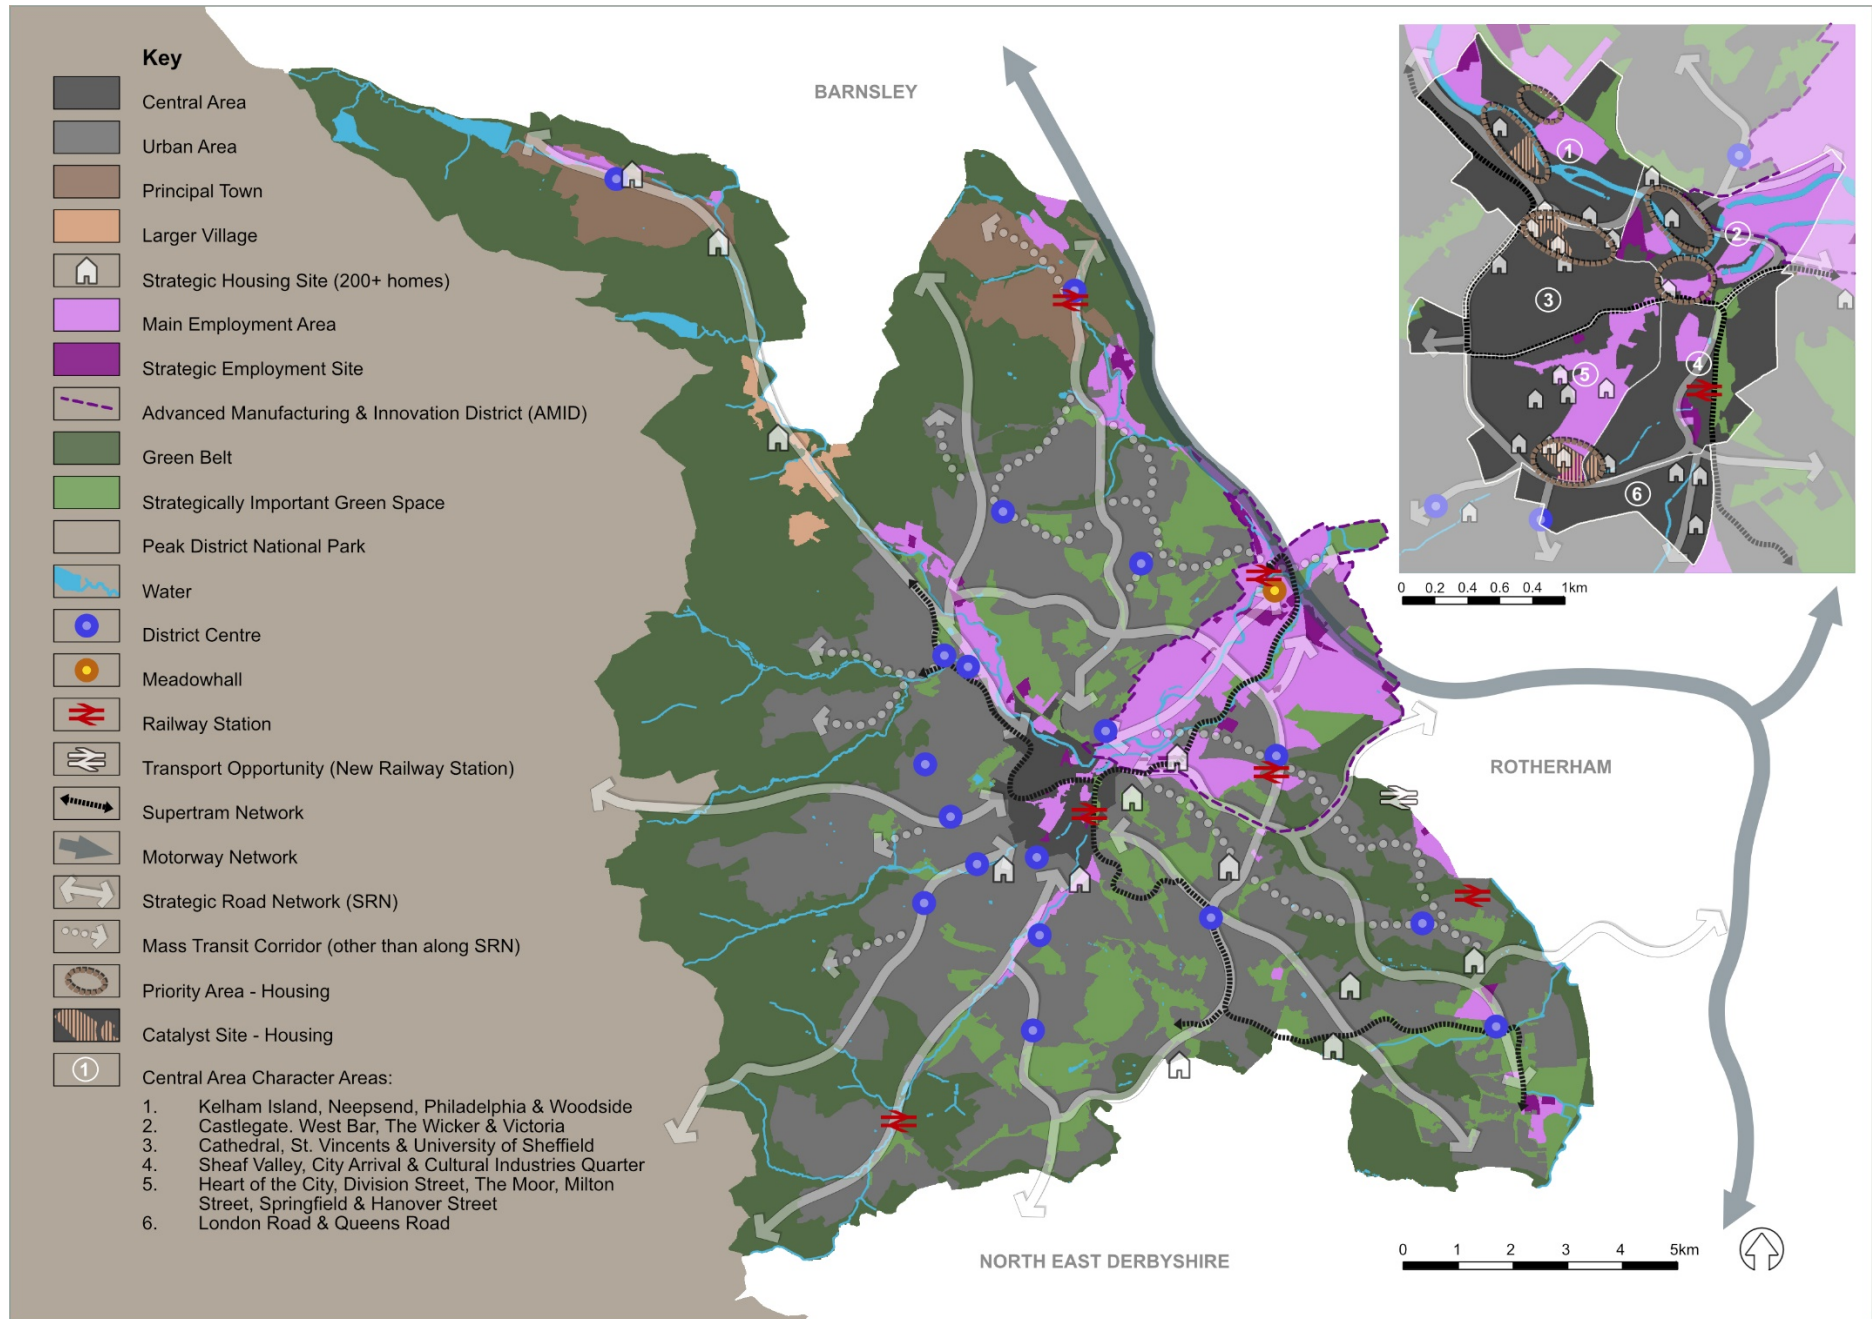 Key
Central Area
Urban Area
Principal Town
Larger Village
Strategic Housing Site (200+ homes)
Main Employment Area
Strategic Employment Site
Advanced Manufacturing & Innovation District (AMID)
Green Belt
Strategically Important Green Space
Peak District National Park
Water
District Centre
Meadowhall
Railway Station
Transport Opportunity (New Railway Station)
Supertram Network
Motorway Network
Strategic Road Network (SRN)
Mass Transit Corridor (other than along SRN)
Priority Area - Housing
Catalyst Site - Housing
1
Central Area Character Areas:
1. Kelham Island, Neepsend, Philadelphia & Woodside
2. Castlegate. West Bar, The Wicker & Victoria
3. Cathedral, St. Vincents & University of Sheffield
4. Sheaf Valley, City Arrival & Cultural Industries Quarter
5. Heart of the City, Division Street, The Moor, Milton
Street, Springfield & Hanover Street
6. London Road & Queens Road
BARNSLEY
ROTHERHAM
NORTH EAST DERBYSHIRE
1
2
3
4
5
6
0 0.2 0.4 0.6 0.4 1km
0 1 2 3 4 5km